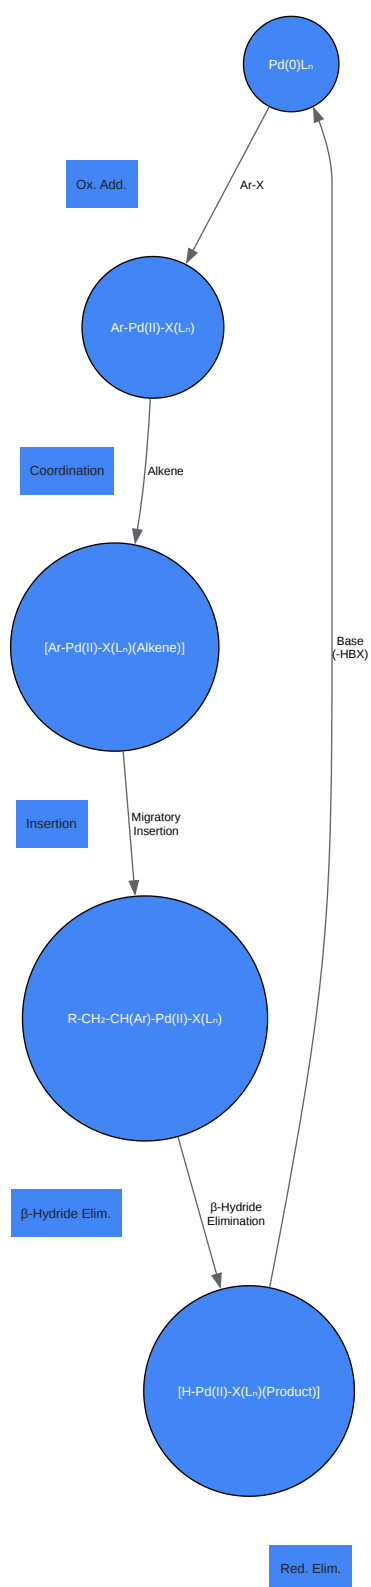 Pd(0)Lₙ
Ox. Add.
Ar-X
Ar-Pd(II)-X(Lₙ)
Coordination
Alkene
[Ar-Pd(II)-X(Lₙ)(Alkene)]
Base
(-HBX)
Insertion
Migratory
Insertion
R-CH₂-CH(Ar)-Pd(II)-X(Lₙ)
β-Hydride Elim.
β-Hydride
Elimination
[H-Pd(II)-X(Lₙ)(Product)]
Red. Elim.